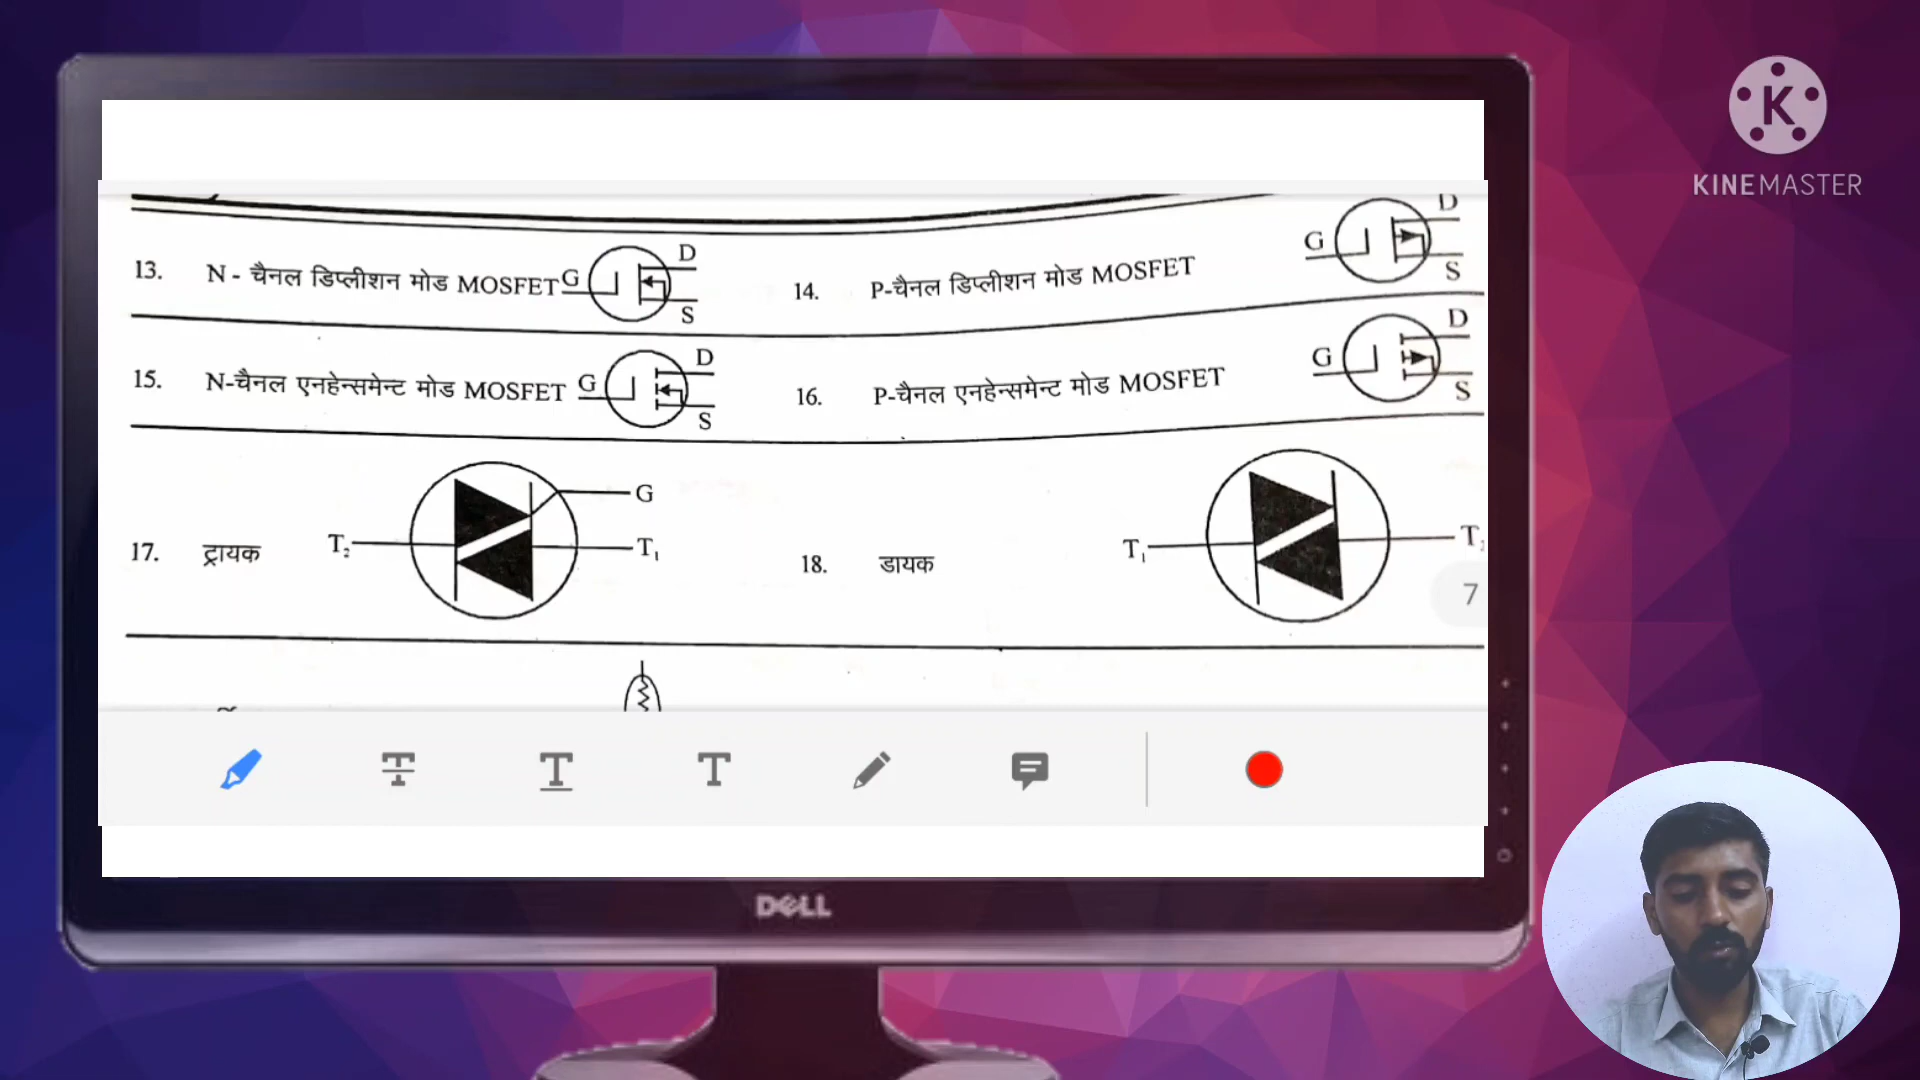 13. N - चैनल डिप्लीशन मोड MOSFET G D S
14. P-चैनल डिप्लीशन मोड MOSFET G D S
15. N-चैनल एनहेन्समेन्ट मोड MOSFET G D S
16. P-चैनल एनहेन्समेन्ट मोड MOSFET G D S
17. ट्रायक T₂ G T₁
18. डायक T₁ T
7
T T T
DELL
K
KINEMASTER